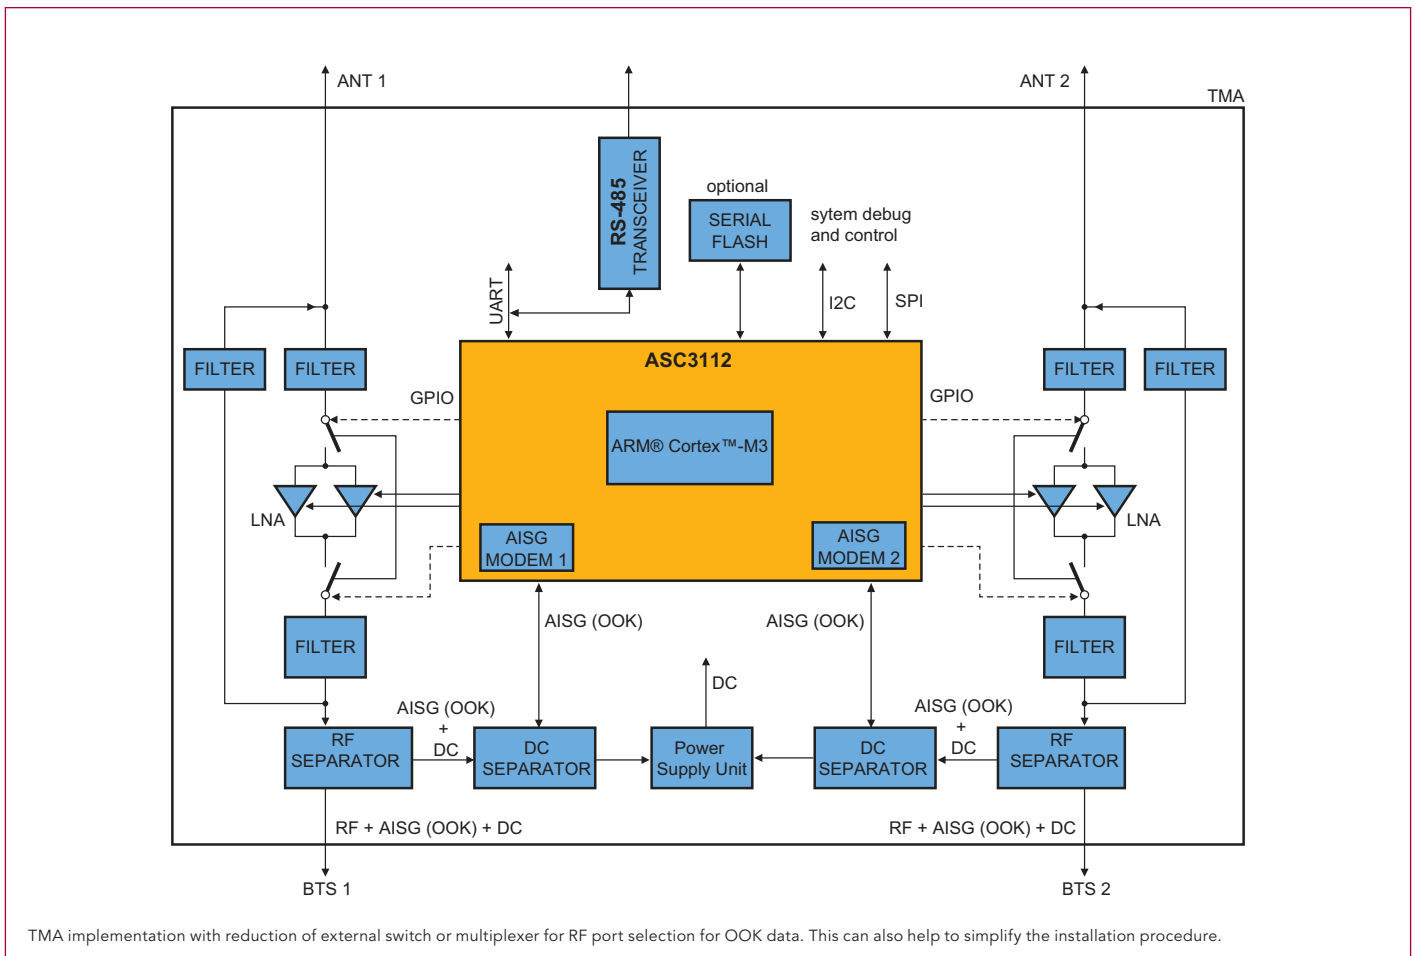 ANT 1
ANT 2
TMA
RS-485
TRANSCEIVER
optional
SERIAL
FLASH
sytem debug
and control
UART
I2C
SPI
FILTER
FILTER
ASC3112
FILTER
FILTER
GPIO
GPIO
ARM® Cortex™-M3
LNA
LNA
AISG
MODEM 1
AISG
MODEM 2
AISG (OOK)
AISG (OOK)
FILTER
FILTER
DC
AISG (OOK)
+
DC
AISG (OOK)
+
DC
RF
SEPARATOR
DC
SEPARATOR
Power
Supply Unit
DC
SEPARATOR
RF
SEPARATOR
RF + AISG (OOK) + DC
RF + AISG (OOK) + DC
BTS 1
BTS 2
TMA implementation with reduction of external switch or multiplexer for RF port selection for OOK data. This can also help to simplify the installation procedure.